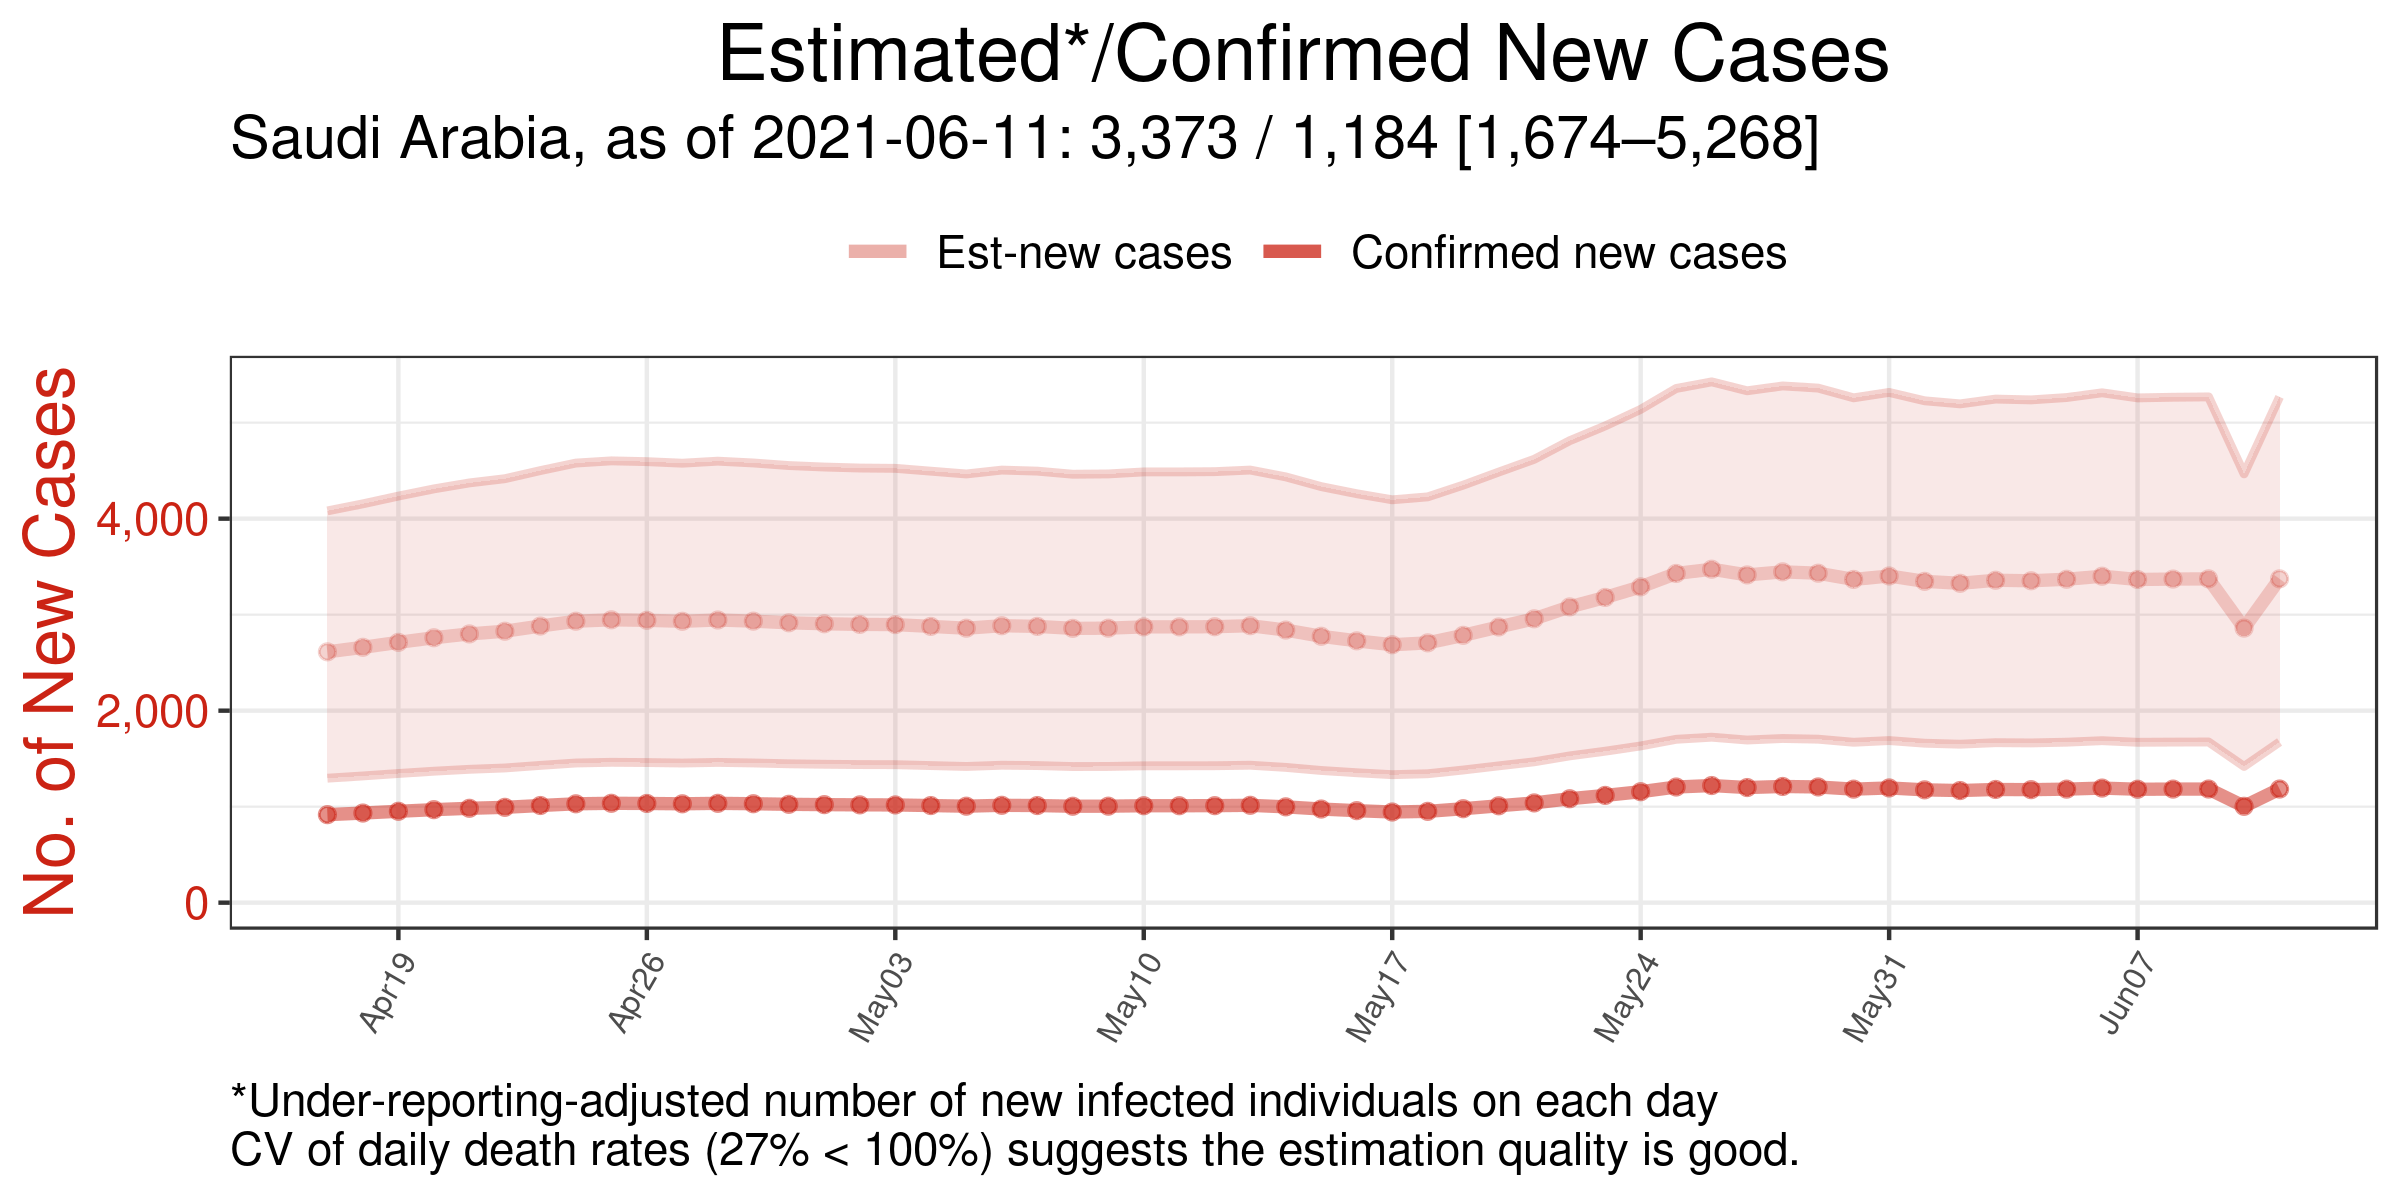 Estimated*/Confirmed New Cases
Saudi Arabia, as of 2021-06-11: 3,373 / 1,184 [1,674–5,268]
Est-new cases
Confirmed new cases
No. of New Cases
4,000
2,000
0
Apr19
Apr26
May03
May10
May17
May24
May31
Jun07
*Under-reporting-adjusted number of new infected individuals on each day
CV of daily death rates (27% < 100%) suggests the estimation quality is good.